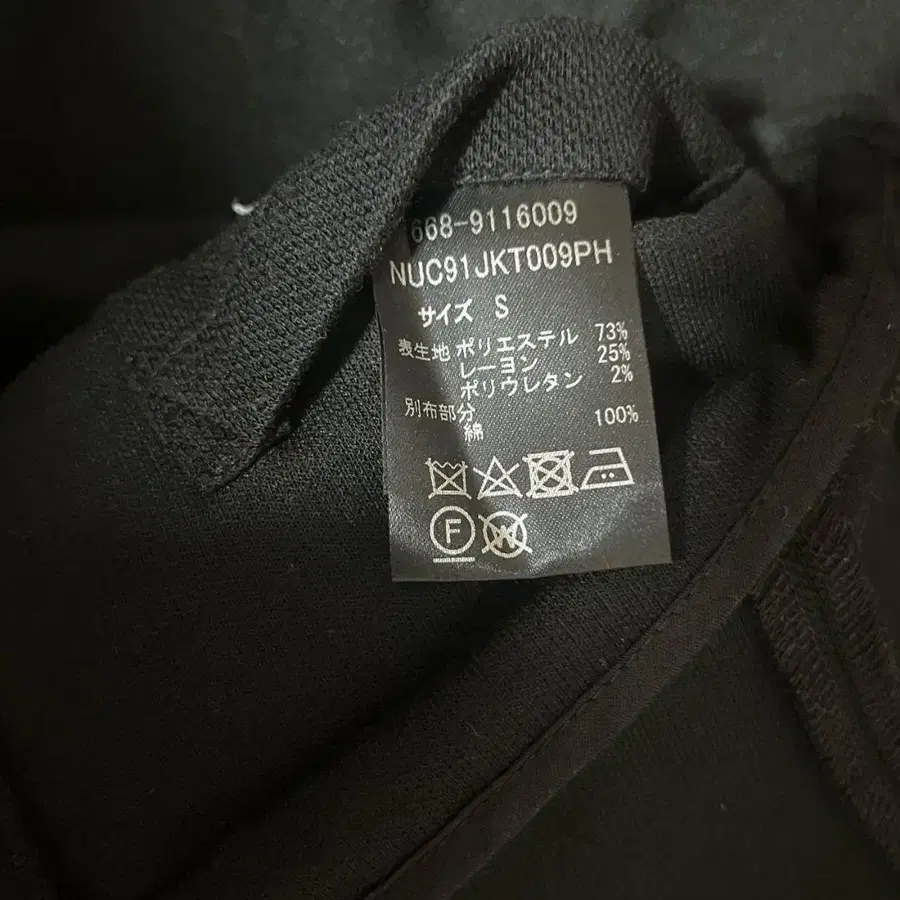 668-9116009
NUC91JKT009PH
サイズ S
表生地 ポリエステル 73%
レーヨン 25%
ポリウレタン 2%
別布部分
綿 100%
F
W